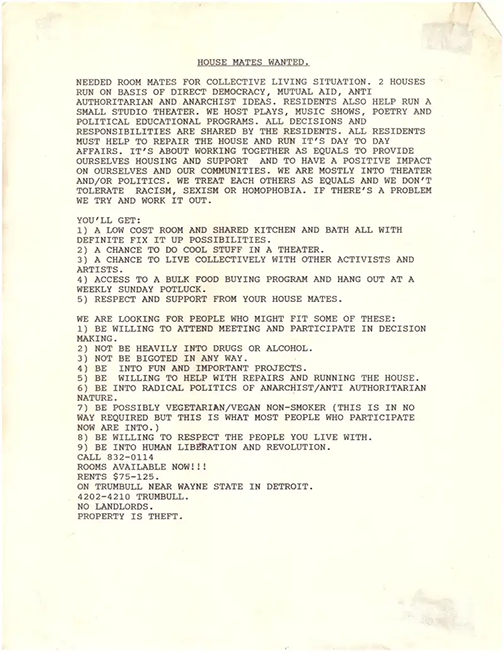 HOUSE MATES WANTED.
NEEDED ROOM MATES FOR COLLECTIVE LIVING SITUATION. 2 HOUSES
RUN ON BASIS OF DIRECT DEMOCRACY, MUTUAL AID, ANTI
AUTHORITARIAN AND ANARCHIST IDEAS. RESIDENTS ALSO HELP RUN A
SMALL STUDIO THEATER. WE HOST PLAYS, MUSIC SHOWS, POETRY AND
POLITICAL EDUCATIONAL PROGRAMS. ALL DECISIONS AND
RESPONSIBILITIES ARE SHARED BY THE RESIDENTS. ALL RESIDENTS
MUST HELP TO REPAIR THE HOUSE AND RUN IT'S DAY TO DAY
AFFAIRS. IT'S ABOUT WORKING TOGETHER AS EQUALS TO PROVIDE
OURSELVES HOUSING AND SUPPORT AND TO HAVE A POSITIVE IMPACT
ON OURSELVES AND OUR COMMUNITIES. WE ARE MOSTLY INTO THEATER
AND/OR POLITICS. WE TREAT EACH OTHERS AS EQUALS AND WE DON'T
TOLERATE RACISM, SEXISM OR HOMOPHOBIA. IF THERE'S A PROBLEM
WE TRY AND WORK IT OUT.
YOU'LL GET:
1) A LOW COST ROOM AND SHARED KITCHEN AND BATH ALL WITH
DEFINITE FIX IT UP POSSIBILITIES.
2) A CHANCE TO DO COOL STUFF IN A THEATER.
3) A CHANCE TO LIVE COLLECTIVELY WITH OTHER ACTIVISTS AND
ARTISTS.
4) ACCESS TO A BULK FOOD BUYING PROGRAM AND HANG OUT AT A
WEEKLY SUNDAY POTLUCK.
5) RESPECT AND SUPPORT FROM YOUR HOUSE MATES.
WE ARE LOOKING FOR PEOPLE WHO MIGHT FIT SOME OF THESE:
1) BE WILLING TO ATTEND MEETING AND PARTICIPATE IN DECISION
MAKING.
2) NOT BE HEAVILY INTO DRUGS OR ALCOHOL.
3) NOT BE BIGOTED IN ANY WAY.
4) BE INTO FUN AND IMPORTANT PROJECTS.
5) BE WILLING TO HELP WITH REPAIRS AND RUNNING THE HOUSE.
6) BE INTO RADICAL POLITICS OF ANARCHIST/ANTI AUTHORITARIAN
NATURE.
7) BE POSSIBLY VEGETARIAN/VEGAN NON-SMOKER (THIS IS IN NO
WAY REQUIRED BUT THIS IS WHAT MOST PEOPLE WHO PARTICIPATE
NOW ARE INTO.)
8) BE WILLING TO RESPECT THE PEOPLE YOU LIVE WITH.
9) BE INTO HUMAN LIBERATION AND REVOLUTION.
CALL 832-0114
ROOMS AVAILABLE NOW!!!
RENTS $75-125.
ON TRUMBULL NEAR WAYNE STATE IN DETROIT.
4202-4210 TRUMBULL.
NO LANDLORDS.
PROPERTY IS THEFT.